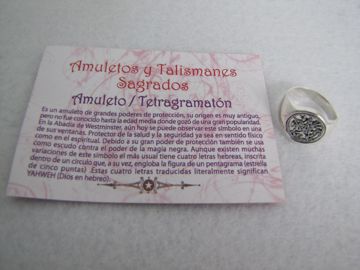 Amuletos y Talismanes
Sagrados
Amuleto / Tetragramatón
Es un amuleto de grandes poderes de protección, su origen es muy antiguo,
pero no fue conocido hasta la edad media donde gozó de una gran popularidad.
En la Abadía de Westminster, aún hoy se puede observar este símbolo en una
de sus ventanas. Protector de la salud y la seguridad ya sea en sentido físico
como en el espiritual. Debido a su gran poder de protección también se usa
como escudo contra el poder de la magia negra. Aunque existen muchas
variaciones de este símbolo el más usual tiene cuatro letras hebreas, inscrita
dentro de un círculo que, a su vez, engloba la figura de un pentagrama (estrella
de cinco puntas) .Estas cuatro letras traducidas literalmente significan
YAHWEH (Dios en hebreo).